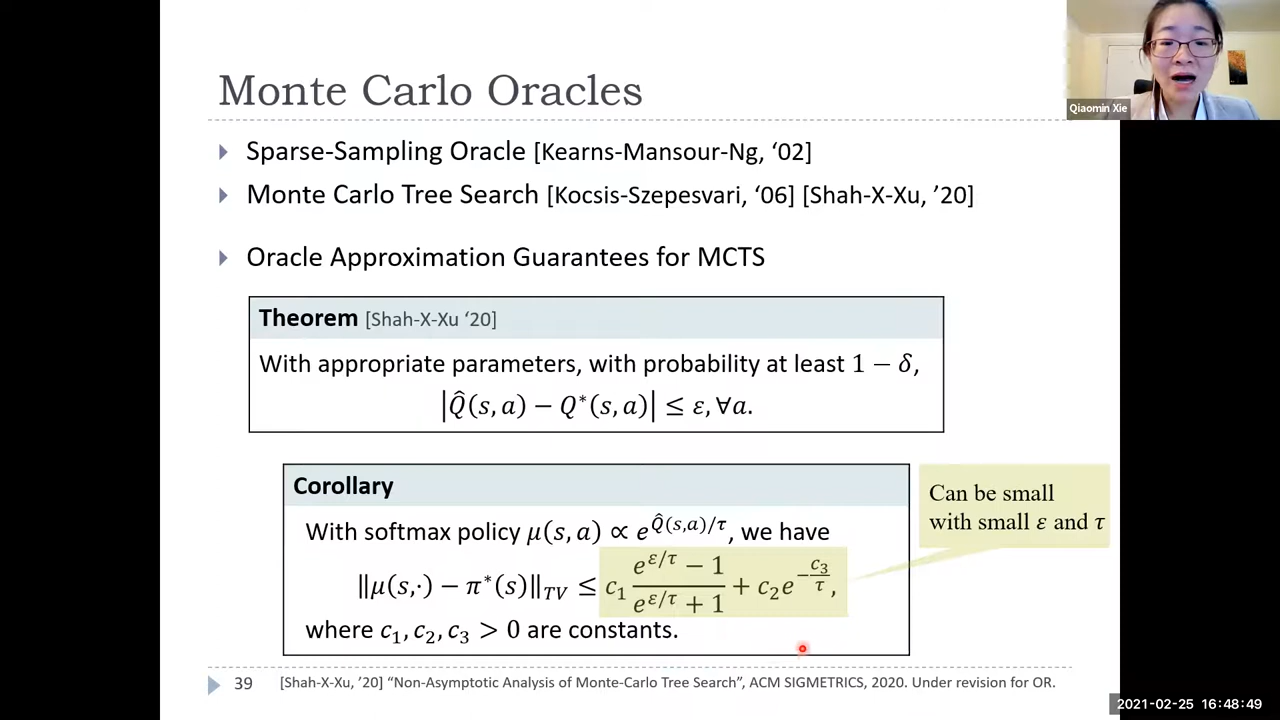 Monte Carlo Oracles
Qiaomin Xie
Sparse-Sampling Oracle [Kearns-Mansour-Ng, ‘02]
Monte Carlo Tree Search [Kocsis-Szepesvari, ‘06] [Shah-X-Xu, ’20]
Oracle Approximation Guarantees for MCTS
Theorem [Shah-X-Xu ‘20]
With appropriate parameters, with probability at least 1 − δ,
|Q̂(s, a) − Q*(s, a)| ≤ ε, ∀a.
Corollary
With softmax policy μ(s, a) ∝ e^{Q̂(s,a)/τ}, we have
‖μ(s,·) − π*(s)‖_{TV} ≤ c₁ (e^{ε/τ} − 1)/(e^{ε/τ} + 1) + c₂e^{−c₃/τ},
where c₁, c₂, c₃ > 0 are constants.
Can be small
with small ε and τ
39 [Shah-X-Xu, ’20] “Non-Asymptotic Analysis of Monte-Carlo Tree Search”, ACM SIGMETRICS, 2020. Under revision for OR.
2021-02-25 16:48:49